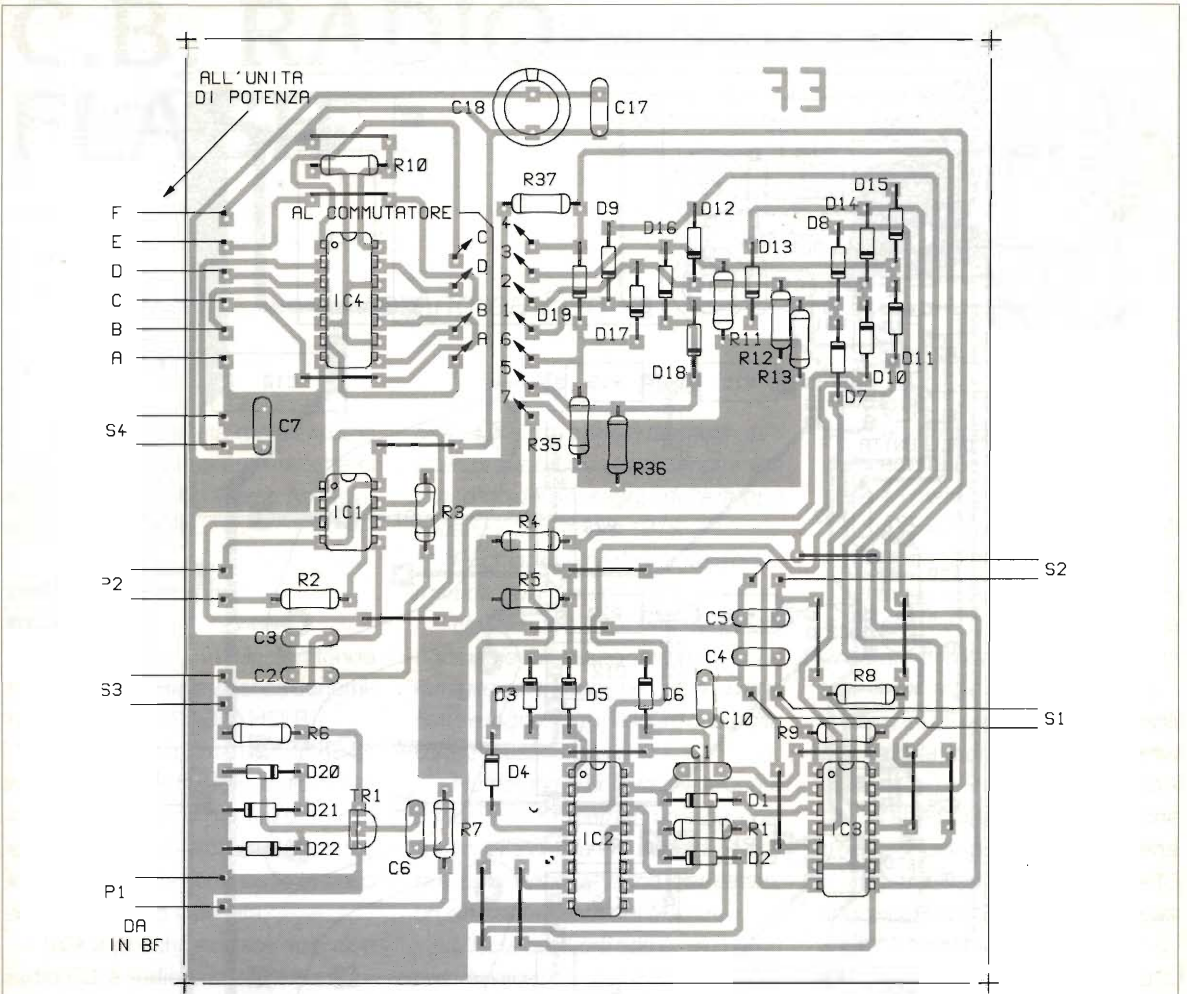 ALL'UNITA
DI POTENZA
C18
C17
R10
R37
F
AL COMMUTATORE
D9
D12
D14
D15
D8
E
4
C
D16
D13
D
3
D
2
C
IC4
B
1
D19
D17
R11
B
A
6
R12
D11
A
5
D18
R13
D10
7
D7
S4
C7
R35
R36
IC1
R3
R4
P2
S2
R2
R5
C5
C3
C4
C2
S3
D3
D5
D6
C10
R8
S1
R6
R9
D20
D4
C1
D21
TR1
D1
R7
IC2
R1
IC3
D22
C6
D2
P1
DA
IN BF